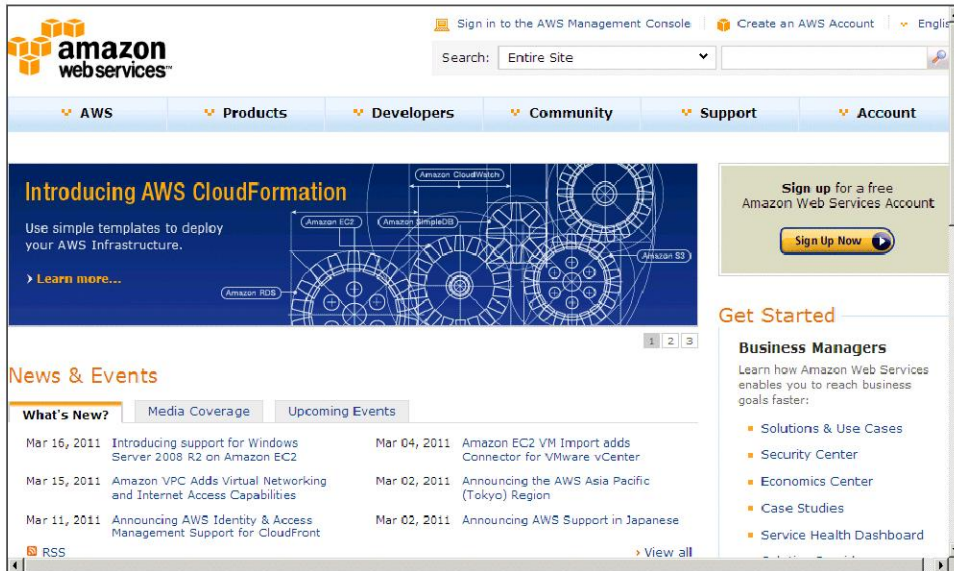 Sign in to the AWS Management Console
Create an AWS Account
Englis
amazon
webservices™
Search: Entire Site
AWS Products Developers Community Support Account
Introducing AWS CloudFormation
Use simple templates to deploy
your AWS Infrastructure.
› Learn more...
Amazon CloudWatch
Amazon EC2
Amazon SimpleDB
Amazon S3
Amazon RDS
1 2 3
Sign up for a free
Amazon Web Services Account
Sign Up Now
News & Events
What's New? Media Coverage Upcoming Events
Mar 16, 2011 Introducing support for Windows
Server 2008 R2 on Amazon EC2
Mar 15, 2011 Amazon VPC Adds Virtual Networking
and Internet Access Capabilities
Mar 11, 2011 Announcing AWS Identity & Access
Management Support for CloudFront
RSS
Mar 04, 2011 Amazon EC2 VM Import adds
Connector for VMware vCenter
Mar 02, 2011 Announcing the AWS Asia Pacific
(Tokyo) Region
Mar 02, 2011 Announcing AWS Support in Japanese
› View all
Get Started
Business Managers
Learn how Amazon Web Services
enables you to reach business
goals faster:
Solutions & Use Cases
Security Center
Economics Center
Case Studies
Service Health Dashboard